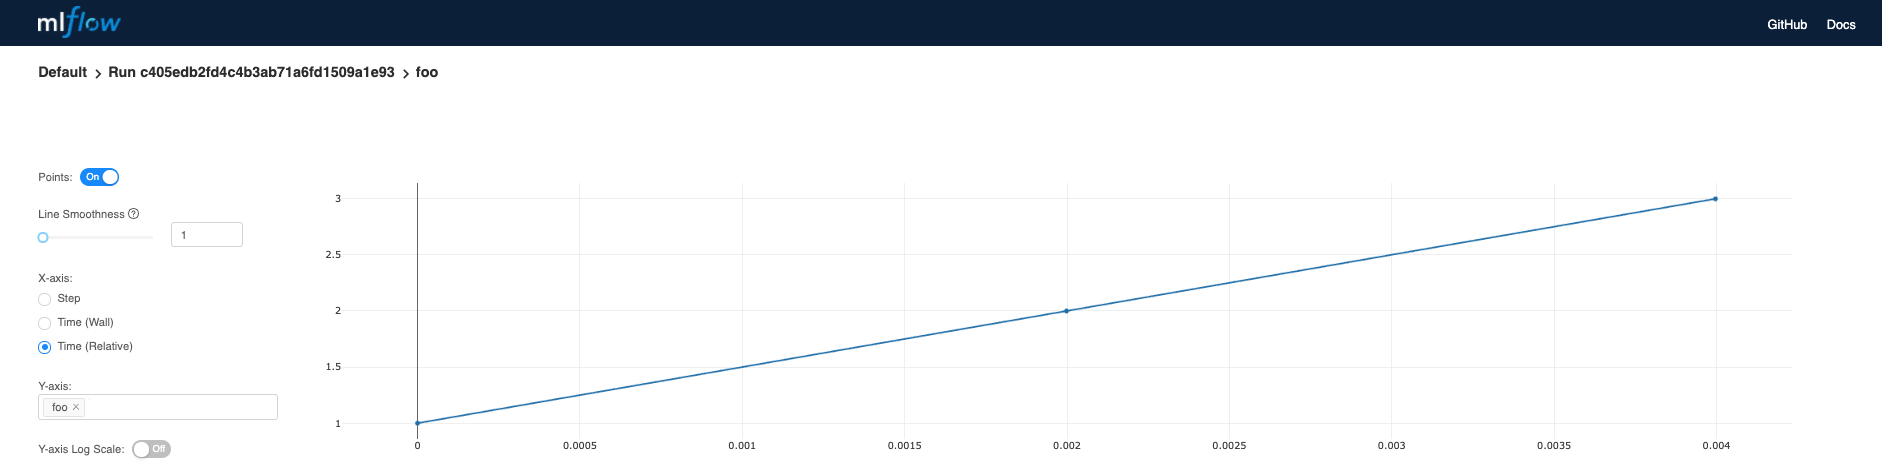 mlflow
GitHub Docs
Default > Run c405edb2fd4c4b3ab71a6fd1509a1e93 > foo
Points: On
Line Smoothness ?
1
X-axis:
Step
Time (Wall)
Time (Relative)
Y-axis:
foo ×
Y-axis Log Scale: Off
3
2.5
2
1.5
1
0 0.0005 0.001 0.0015 0.002 0.0025 0.003 0.0035 0.004